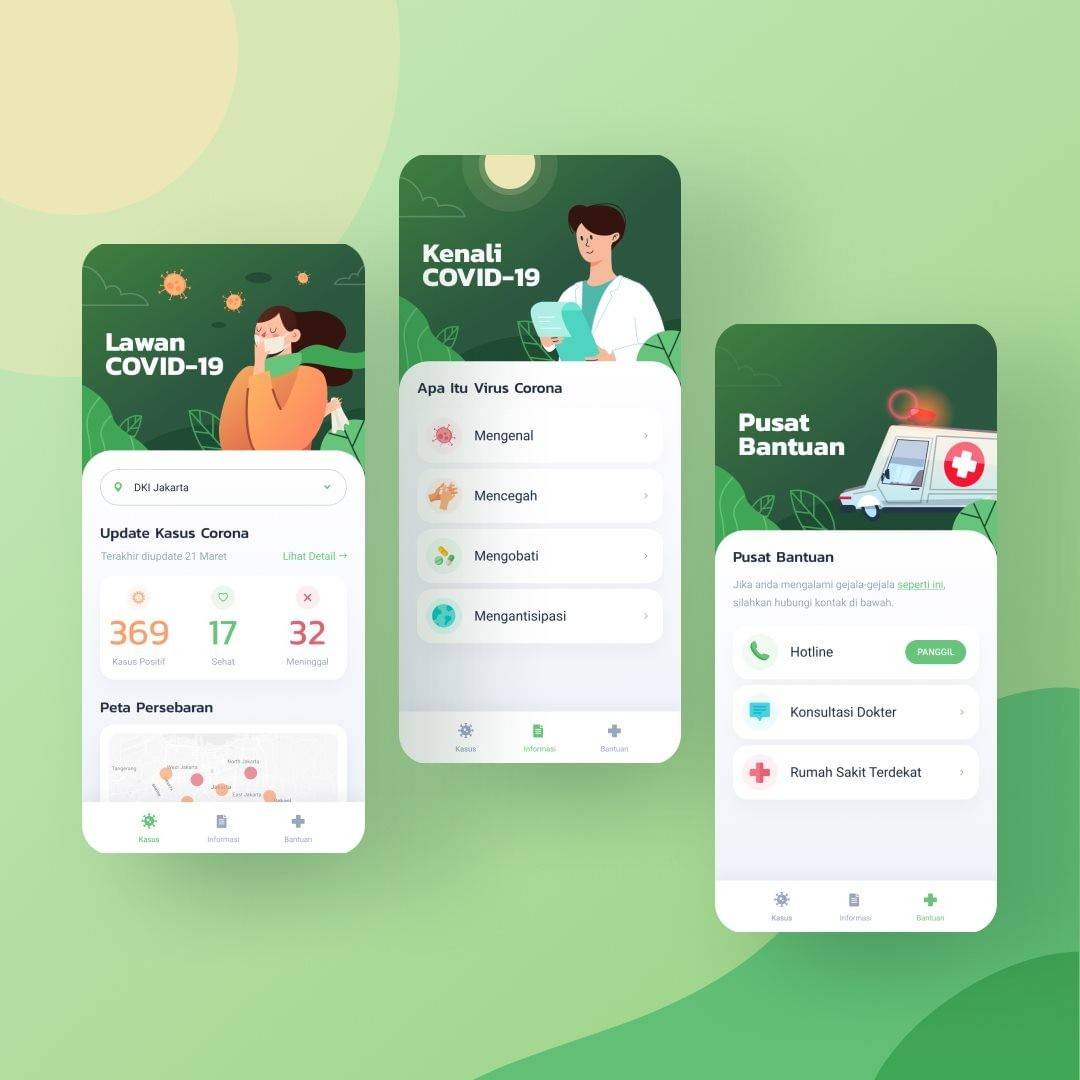 Lawan
COVID-19
DKI Jakarta
Update Kasus Corona
Terakhir diupdate 21 Maret
Lihat Detail →
369
17
32
Kasus Positif
Sehat
Meninggal
Peta Persebaran
Tangerang
West Jakarta
North Jakarta
Jakarta
East Jakarta
Bekasi
Kasus
Informasi
Bantuan
Kenali
COVID-19
Apa Itu Virus Corona
Mengenal
Mencegah
Mengobati
Mengantisipasi
Kasus
Informasi
Bantuan
Pusat
Bantuan
Pusat Bantuan
Jika anda mengalami gejala-gejala seperti ini,
silahkan hubungi kontak di bawah.
Hotline
PANGGIL
Konsultasi Dokter
Rumah Sakit Terdekat
Kasus
Informasi
Bantuan